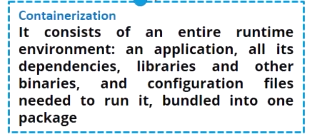 Containerization
It consists of an entire runtime
environment: an application, all its
dependencies, libraries and other
binaries, and configuration files
needed to run it, bundled into one
package